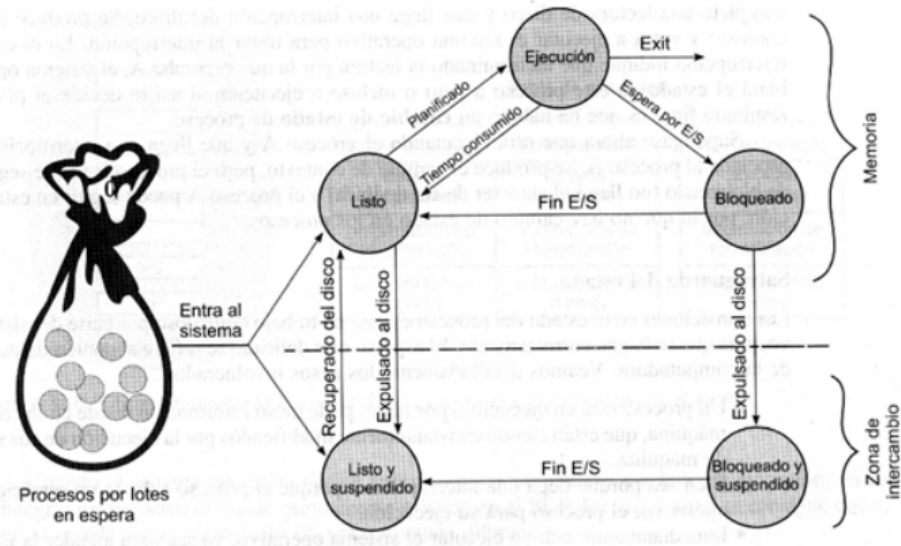 Ejecución
Exit
Planificado
Tiempo consumido
Espera por E/S
Listo
Fin E/S
Bloqueado
Memoria
Entra al
sistema
Recuperado del disco
Expulsado al disco
Expulsado al disco
Listo y
suspendido
Fin E/S
Bloqueado y
suspendido
Zona de
intercambio
Procesos por lotes
en espera